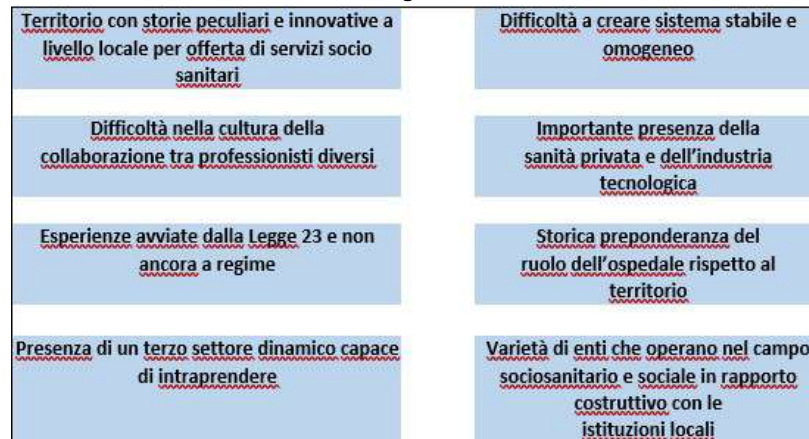 Territorio con storie peculiari e innovative a
livello locale per offerta di servizi socio
sanitari
Difficoltà a creare sistema stabile e
omogeneo
Difficoltà nella cultura della
collaborazione tra professionisti diversi
Importante presenza della
sanità privata e dell'industria
tecnologica
Esperienze avviate dalla Legge 23 e non
ancora a regime
Storica preponderanza del
ruolo dell'ospedale rispetto al
territorio
Presenza di un terzo settore dinamico capace
di intraprendere
Varietà di enti che operano nel campo
sociosanitario e sociale in rapporto
costruttivo con le
istituzioni locali